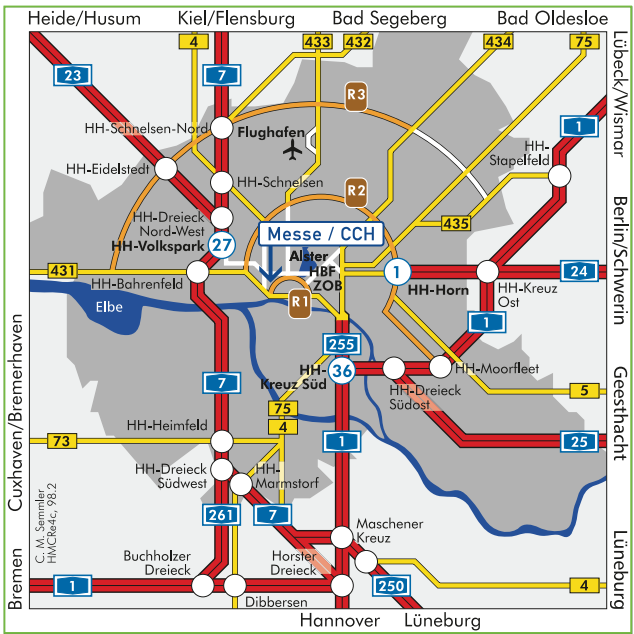 Heide/Husum
Kiel/Flensburg
Bad Segeberg
Bad Oldesloe
4
433
432
434
75
23
7
Lübeck/Wismar
R3
1
HH-Schnelsen-Nord
Flughafen
HH-
Stapelfeld
HH-Eidelstedt
HH-Schnelsen
R2
HH-Dreieck
Nord-West
435
HH-Volkspark
27
Messe / CCH
Berlin/Schwerin
Alster
431
HBF
ZOB
1
24
HH-Bahrenfeld
HH-Horn
HH-Kreuz
Ost
Elbe
R1
1
255
HH-
Kreuz Süd
36
HH-Moorfleet
7
HH-Dreieck
Südost
5
Geesthacht
Cuxhaven/Bremerhaven
75
4
HH-Heimfeld
73
1
25
HH-Dreieck
Südwest
HH-
Marmstorf
C. M. Semmler
HMCRe4c, 98.2
261
7
Maschener
Kreuz
Buchholzer
Dreieck
Horster
Dreieck
Bremen
1
250
4
Lüneburg
Dibbersen
Hannover
Lüneburg